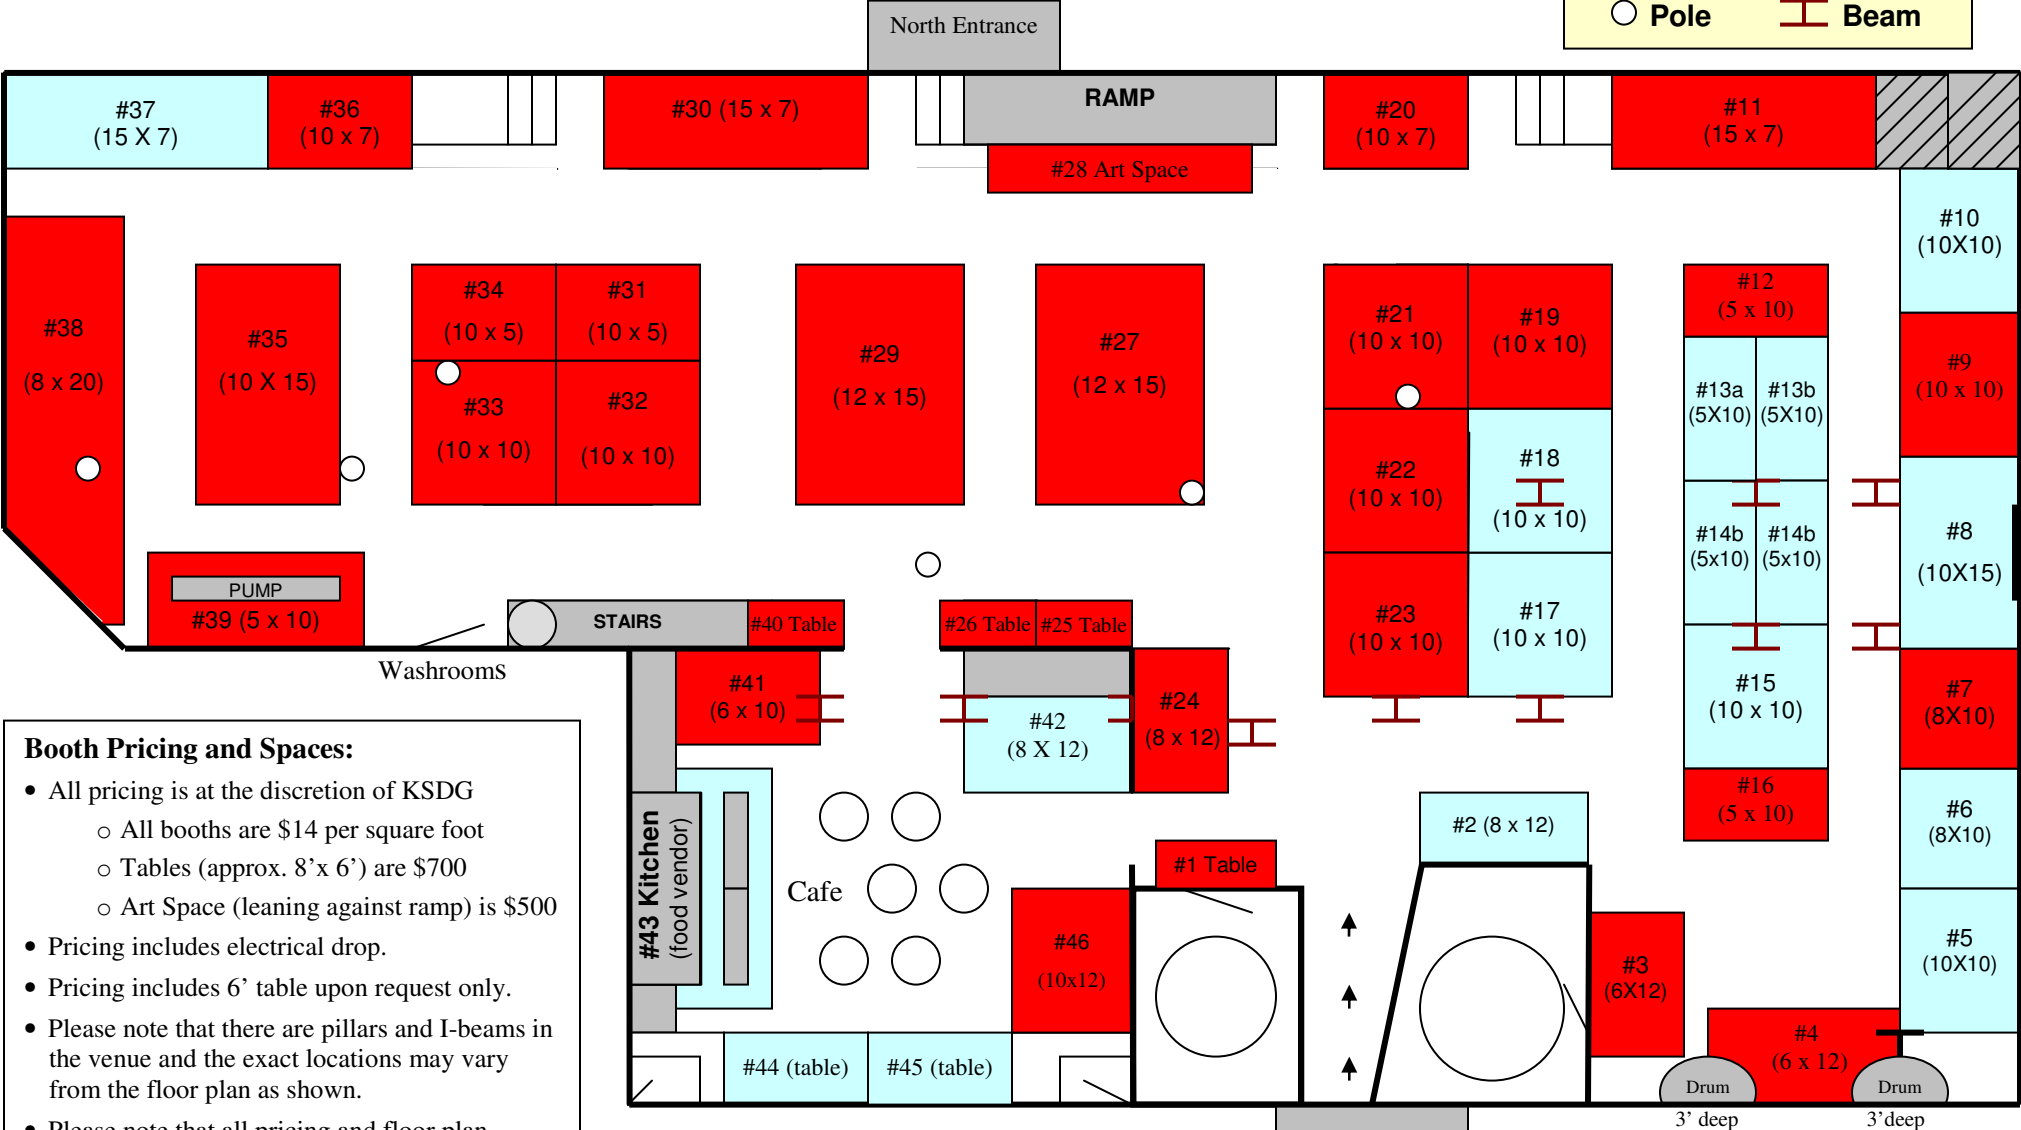 North Entrance
Pole
Beam
#37
(15 X 7)
#36
(10 x 7)
#30 (15 x 7)
RAMP
#28 Art Space
#20
(10 x 7)
#11
(15 x 7)
#10
(10X10)
#38
(8 x 20)
#35
(10 X 15)
#34
(10 x 5)
#31
(10 x 5)
#33
(10 x 10)
#32
(10 x 10)
#29
(12 x 15)
#27
(12 x 15)
#21
(10 x 10)
#19
(10 x 10)
#12
(5 x 10)
#13a
(5X10)
#13b
(5X10)
#9
(10 x 10)
#22
(10 x 10)
#18
(10 x 10)
#14b
(5x10)
#14b
(5x10)
#8
(10X15)
PUMP
#39 (5 x 10)
STAIRS
#40 Table
#26 Table
#25 Table
#23
(10 x 10)
#17
(10 x 10)
Washrooms
#41
(6 x 10)
#42
(8 X 12)
#24
(8 x 12)
#15
(10 x 10)
#7
(8X10)
#16
(5 x 10)
#6
(8X10)
#2 (8 x 12)
#1 Table
#43 Kitchen
(food vendor)
Cafe
#46
(10x12)
#3
(6X12)
#5
(10X10)
#4
(6 x 12)
#44 (table)
#45 (table)
Drum
3' deep
Drum
3'deep
Booth Pricing and Spaces:
• All pricing is at the discretion of KSDG
o All booths are $14 per square foot
o Tables (approx. 8’x 6’) are $700
o Art Space (leaning against ramp) is $500
• Pricing includes electrical drop.
• Pricing includes 6’ table upon request only.
• Please note that there are pillars and I-beams in
the venue and the exact locations may vary
from the floor plan as shown.
• Please note that all pricing and floor plan